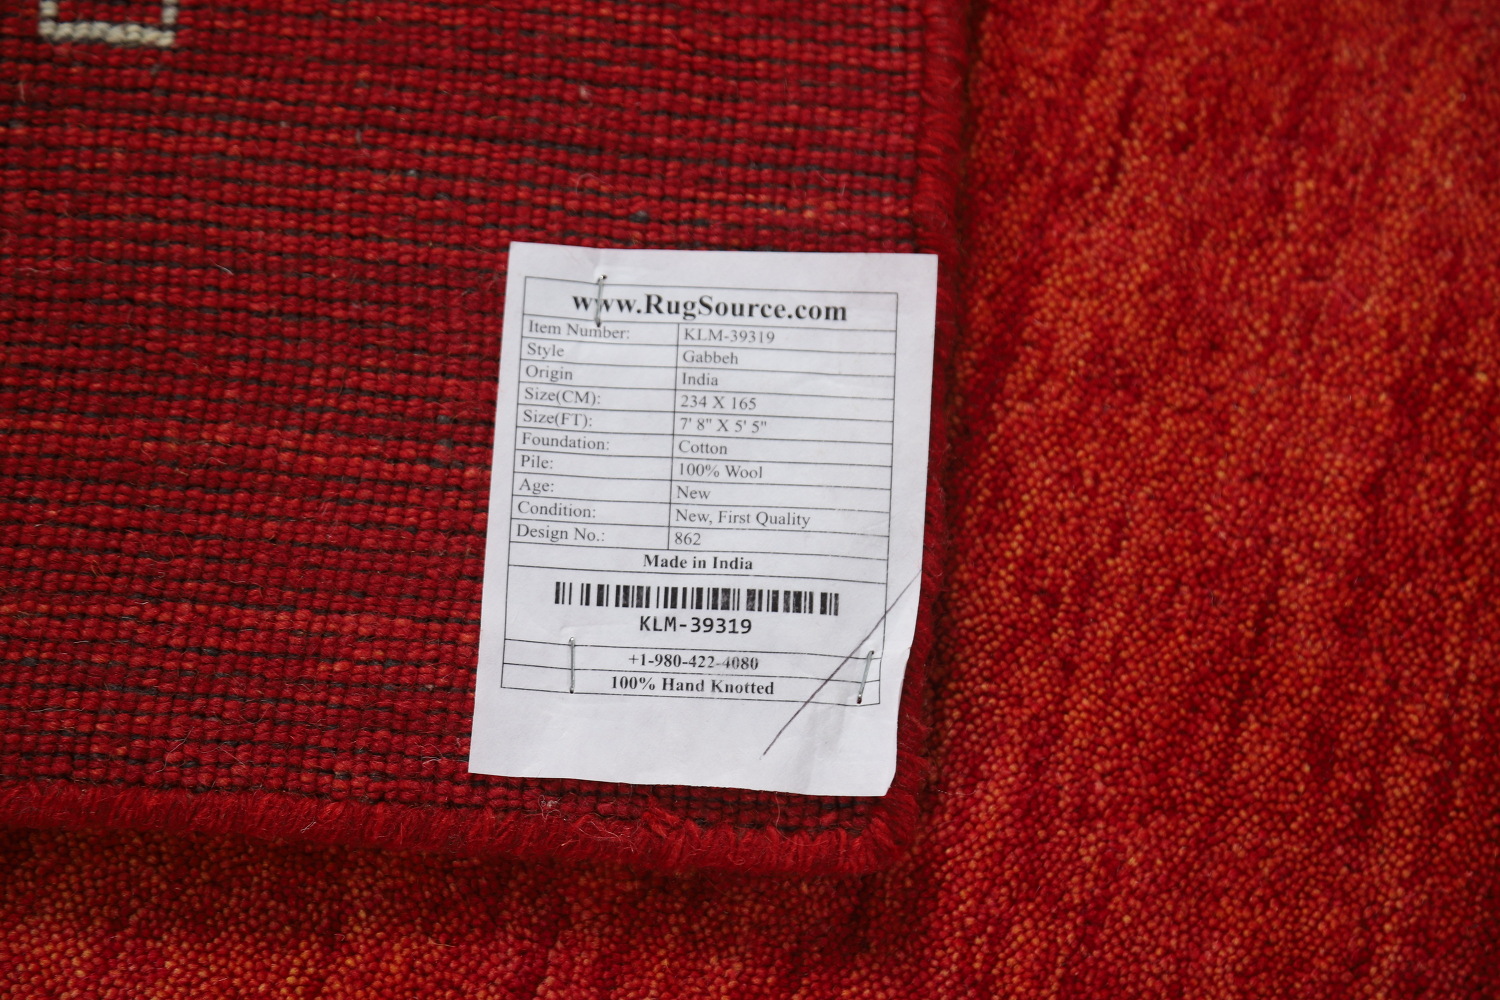 www.RugSource.com
Item Number: KLM-39319
Style Gabbeh
Origin India
Size(CM): 234 X 165
Size(FT): 7' 8" X 5' 5"
Foundation: Cotton
Pile: 100% Wool
Age: New
Condition: New, First Quality
Design No.: 862
Made in India
KLM-39319
+1-980-422-4080
100% Hand Knotted